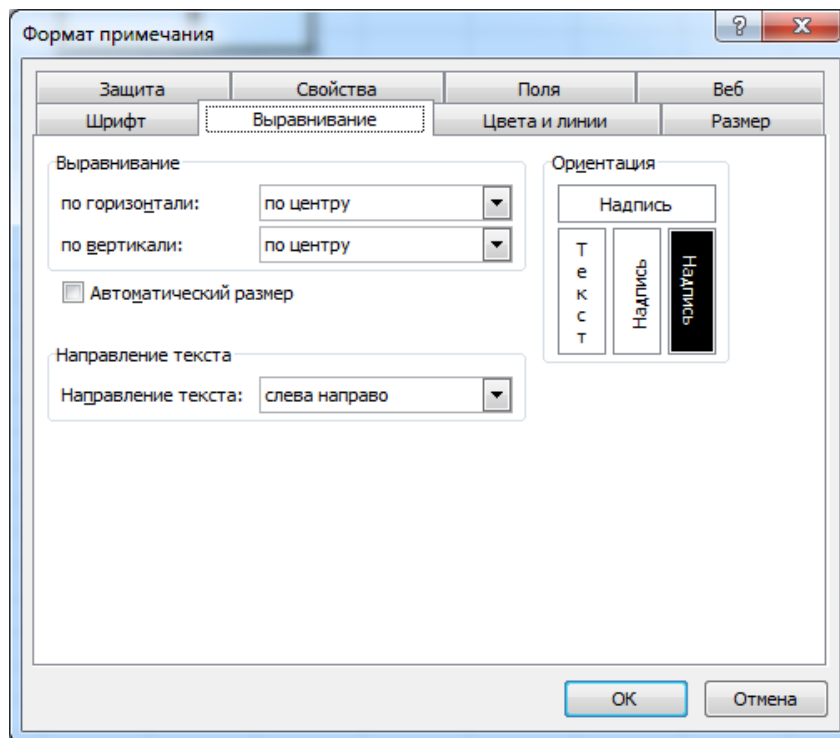 Формат примечания
?
X
Защита
Свойства
Поля
Веб
Шрифт
Выравнивание
Цвета и линии
Размер
Выравнивание
по горизонтали:
по центру
по вертикали:
по центру
Автоматический размер
Направление текста
Направление текста:
слева направо
Ориентация
Надпись
Текст
Надпись
Надпись
ОК
Отмена